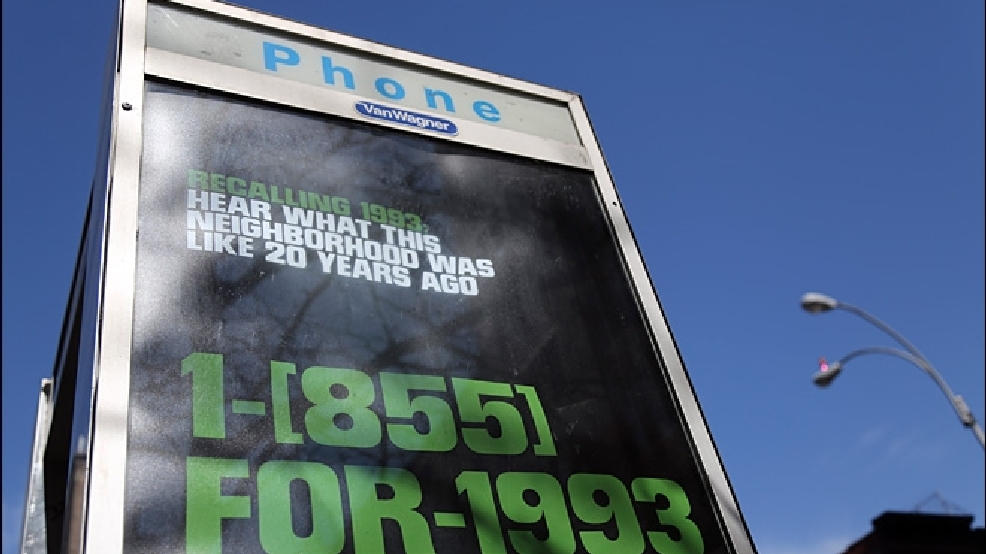 Phone
VanWagner
RECALLING 1993:
HEAR WHAT THIS
NEIGHBORHOOD WAS
LIKE 20 YEARS AGO
1-[855]
FOR-1993